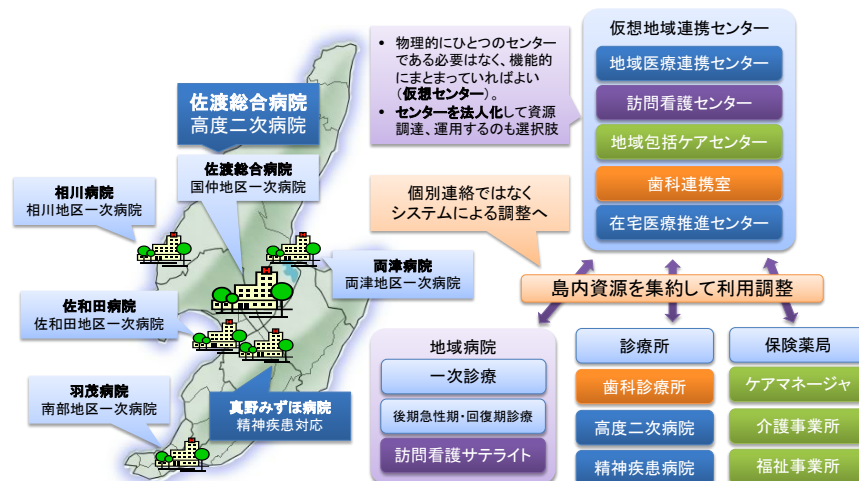 佐渡総合病院
高度二次病院
佐渡総合病院
国仲地区一次病院
相川病院
相川地区一次病院
両津病院
両津地区一次病院
佐和田病院
佐和田地区一次病院
羽茂病院
南部地区一次病院
真野みずほ病院
精神疾患対応
• 物理的にひとつのセンター
である必要はなく、機能的
にまとまっていればよい
(仮想センター)。
• センターを法人化して資源
調達、運用するのも選択肢
個別連絡ではなく
システムによる調整へ
仮想地域連携センター
地域医療連携センター
訪問看護センター
地域包括ケアセンター
歯科連携室
在宅医療推進センター
島内資源を集約して利用調整
地域病院
一次診療
後期急性期・回復期診療
訪問看護サテライト
診療所
歯科診療所
高度二次病院
精神疾患病院
保険薬局
ケアマネージャ
介護事業所
福祉事業所